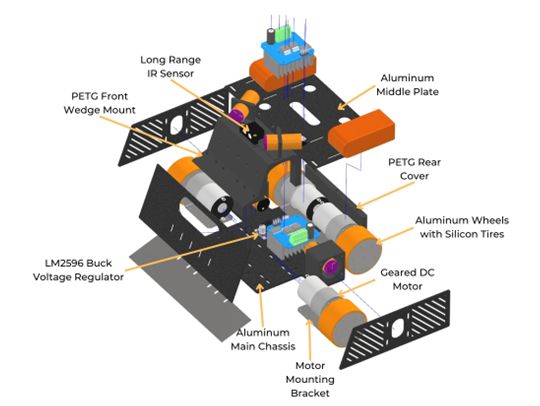 Long Range
IR Sensor
PETG Front
Wedge Mount
Aluminum
Middle Plate
PETG Rear
Cover
Aluminum Wheels
with Silicon Tires
LM2596 Buck
Voltage Regulator
Geared DC
Motor
Aluminum
Main Chassis
Motor
Mounting
Bracket